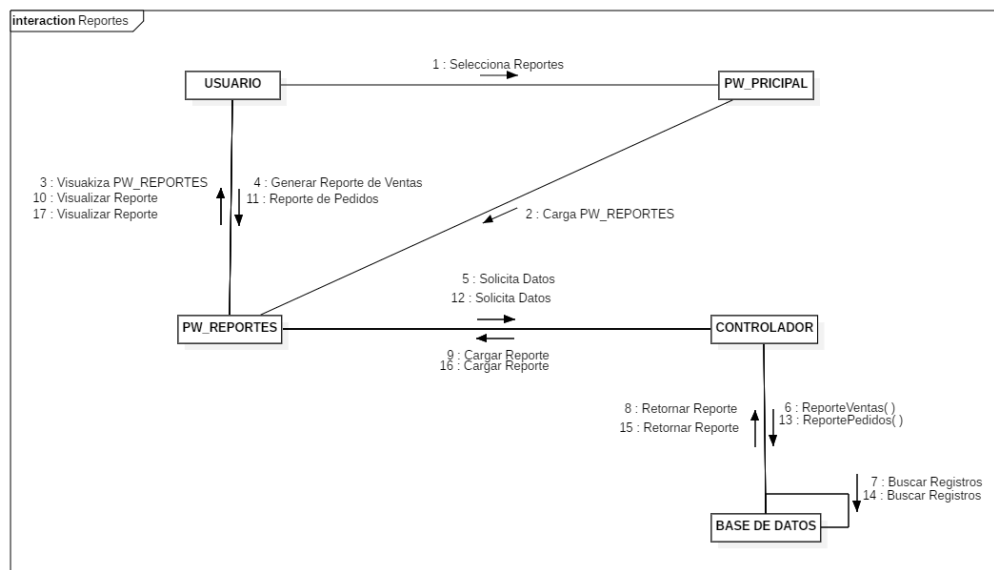 interaction Reportes
1 : Selecciona Reportes
USUARIO
PW_PRICIPAL
3 : Visuakiza PW_REPORTES
10 : Visualizar Reporte
17 : Visualizar Reporte
4 : Generar Reporte de Ventas
11 : Reporte de Pedidos
2 : Carga PW_REPORTES
5 : Solicita Datos
12 : Solicita Datos
PW_REPORTES
CONTROLADOR
9 : Cargar Reporte
16 : Cargar Reporte
8 : Retornar Reporte
15 : Retornar Reporte
6 : ReporteVentas( )
13 : ReportePedidos( )
7 : Buscar Registros
14 : Buscar Registros
BASE DE DATOS